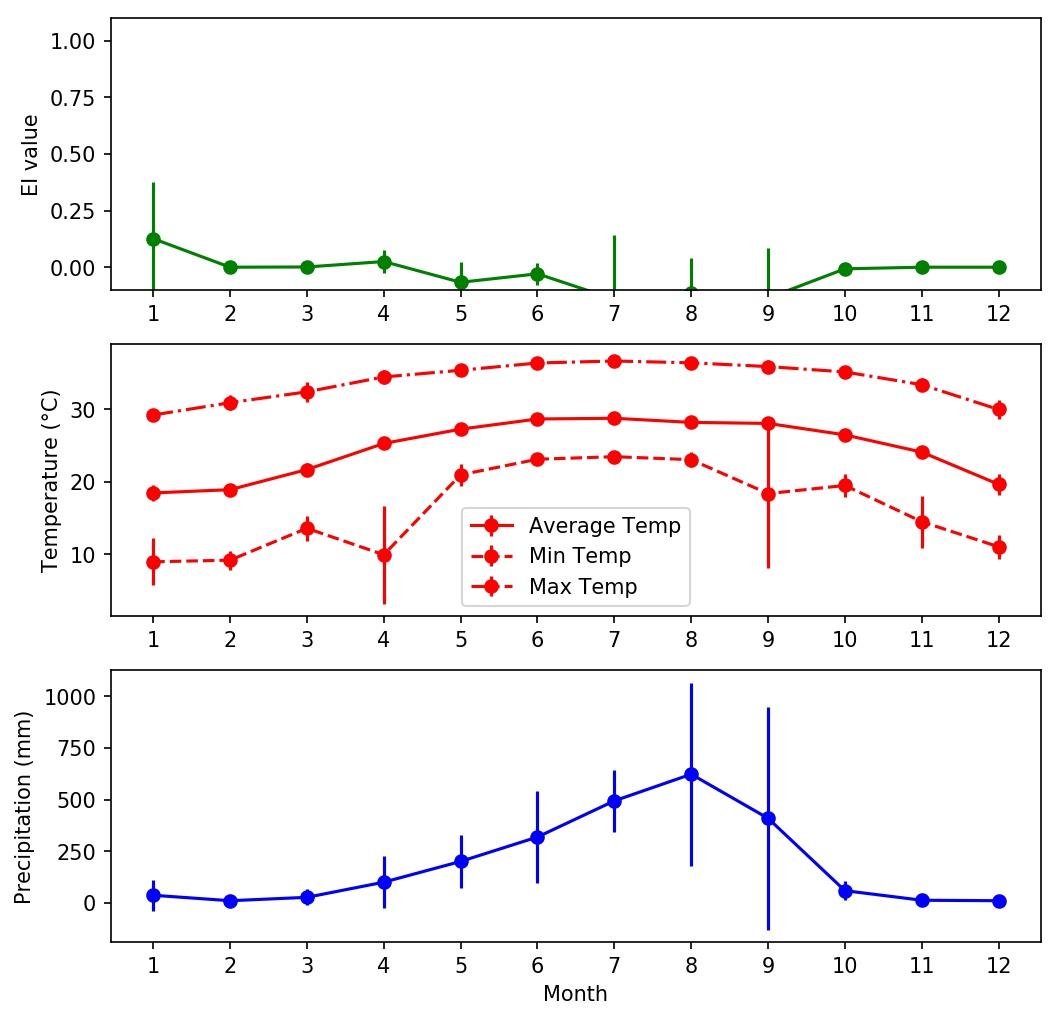 1.00
0.75
0.50
0.25
0.00
EI value
1 2 3 4 5 6 7 8 9 10 11 12
30
20
10
Temperature (°C)
Average Temp
Min Temp
Max Temp
1 2 3 4 5 6 7 8 9 10 11 12
1000
750
500
250
0
Precipitation (mm)
1 2 3 4 5 6 7 8 9 10 11 12
Month